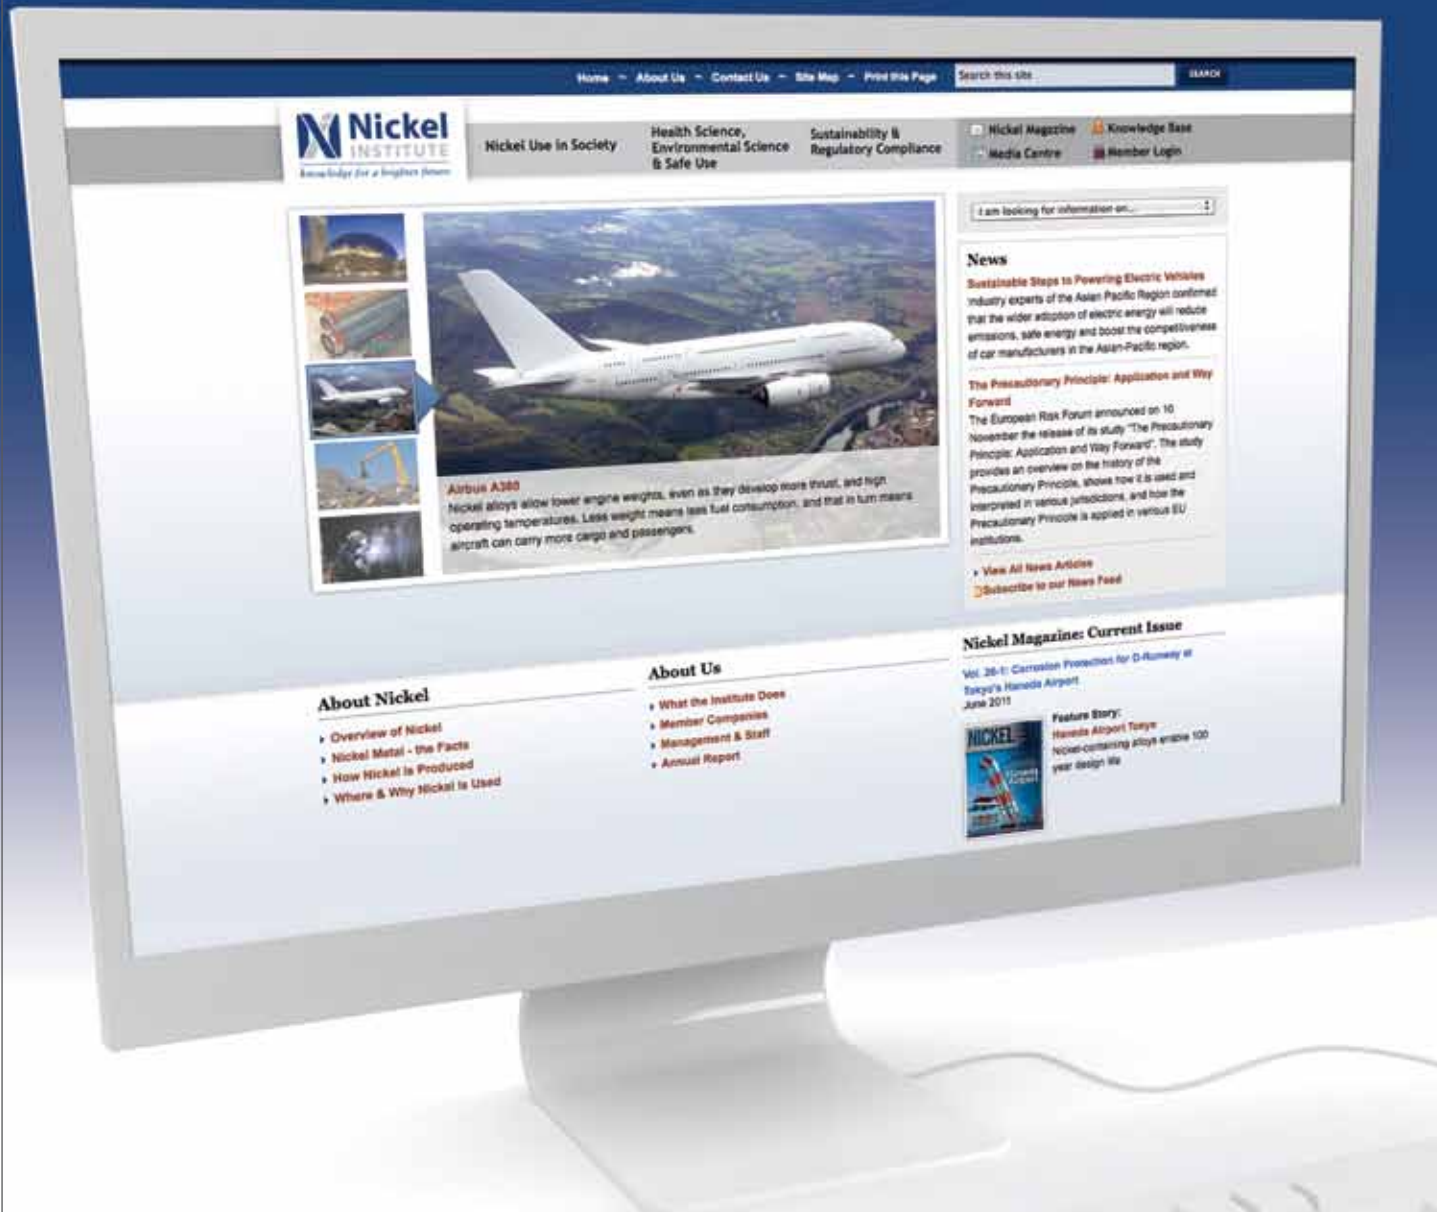 Home ~ About Us ~ Contact Us ~ Site Map ~ Print this Page
Search this site
SEARCH
Nickel
INSTITUTE
knowledge for a brighter future
Nickel Use in Society
Health Science,
Environmental Science
& Safe Use
Sustainability &
Regulatory Compliance
Nickel Magazine
Knowledge Base
Media Centre
Member Login
I am looking for information on...
Airbus A380
Nickel alloys allow lower engine weights, even as they develop more thrust, and high
operating temperatures. Less weight means less fuel consumption, and that in turn means
aircraft can carry more cargo and passengers.
News
Sustainable Steps to Powering Electric Vehicles
Industry experts of the Asian Pacific Region confirmed
that the wider adoption of electric energy will reduce
emissions, safe energy and boost the competitiveness
of car manufacturers in the Asian-Pacific region.
The Precautionary Principle: Application and Way
Forward
The European Risk Forum announced on 10
November the release of its study "The Precautionary
Principle: Application and Way Forward". The study
provides an overview on the history of the
Precautionary Principle, shows how it is used and
interpreted in various jurisdictions, and how the
Precautionary Principle is applied in various EU
institutions.
View All News Articles
Subscribe to our News Feed
About Nickel
Overview of Nickel
Nickel Metal - the Facts
How Nickel is Produced
Where & Why Nickel is Used
About Us
What the Institute Does
Member Companies
Management & Staff
Annual Report
Nickel Magazine: Current Issue
Vol. 26-1: Corrosion Protection for D-Runway at
Tokyo's Haneda Airport
June 2011
NICKEL
Feature Story:
Haneda Airport Tokyo
Nickel-containing alloys enable 100
year design life